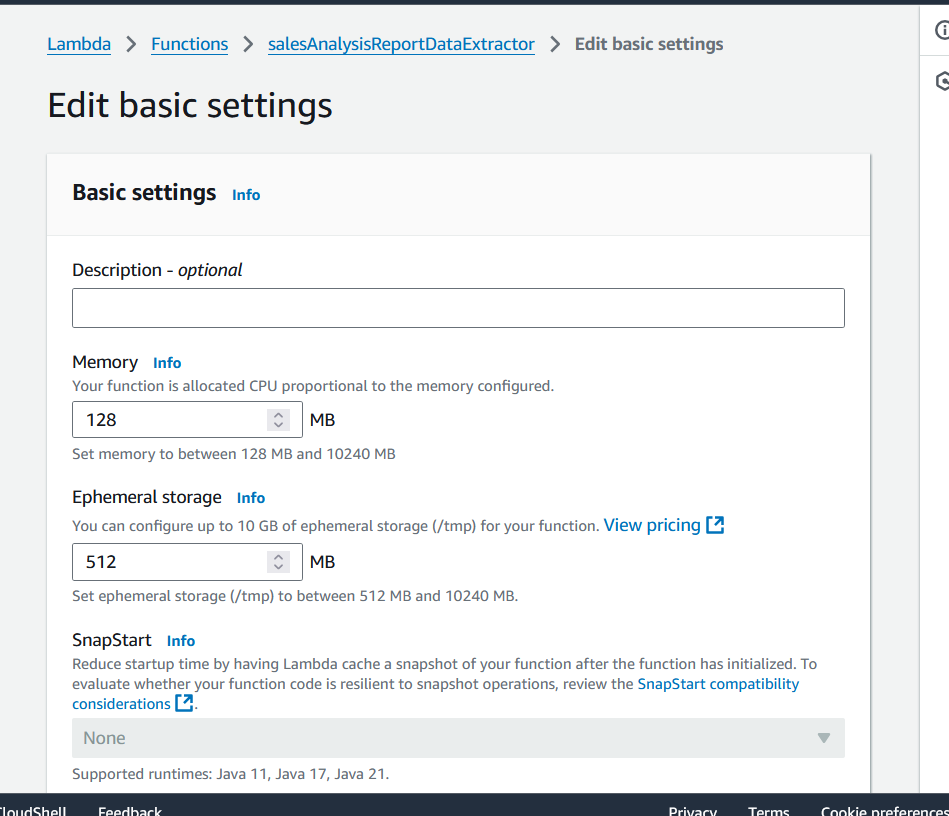 Lambda > Functions > salesAnalysisReportDataExtractor > Edit basic settings
Edit basic settings
Basic settings Info
Description - optional
Memory Info
Your function is allocated CPU proportional to the memory configured.
128 MB
Set memory to between 128 MB and 10240 MB
Ephemeral storage Info
You can configure up to 10 GB of ephemeral storage (/tmp) for your function. View pricing
512 MB
Set ephemeral storage (/tmp) to between 512 MB and 10240 MB.
SnapStart Info
Reduce startup time by having Lambda cache a snapshot of your function after the function has initialized. To
evaluate whether your function code is resilient to snapshot operations, review the SnapStart compatibility
considerations.
None
Supported runtimes: Java 11, Java 17, Java 21.
CloudShell Feedback Privacy Terms Cookie preferences